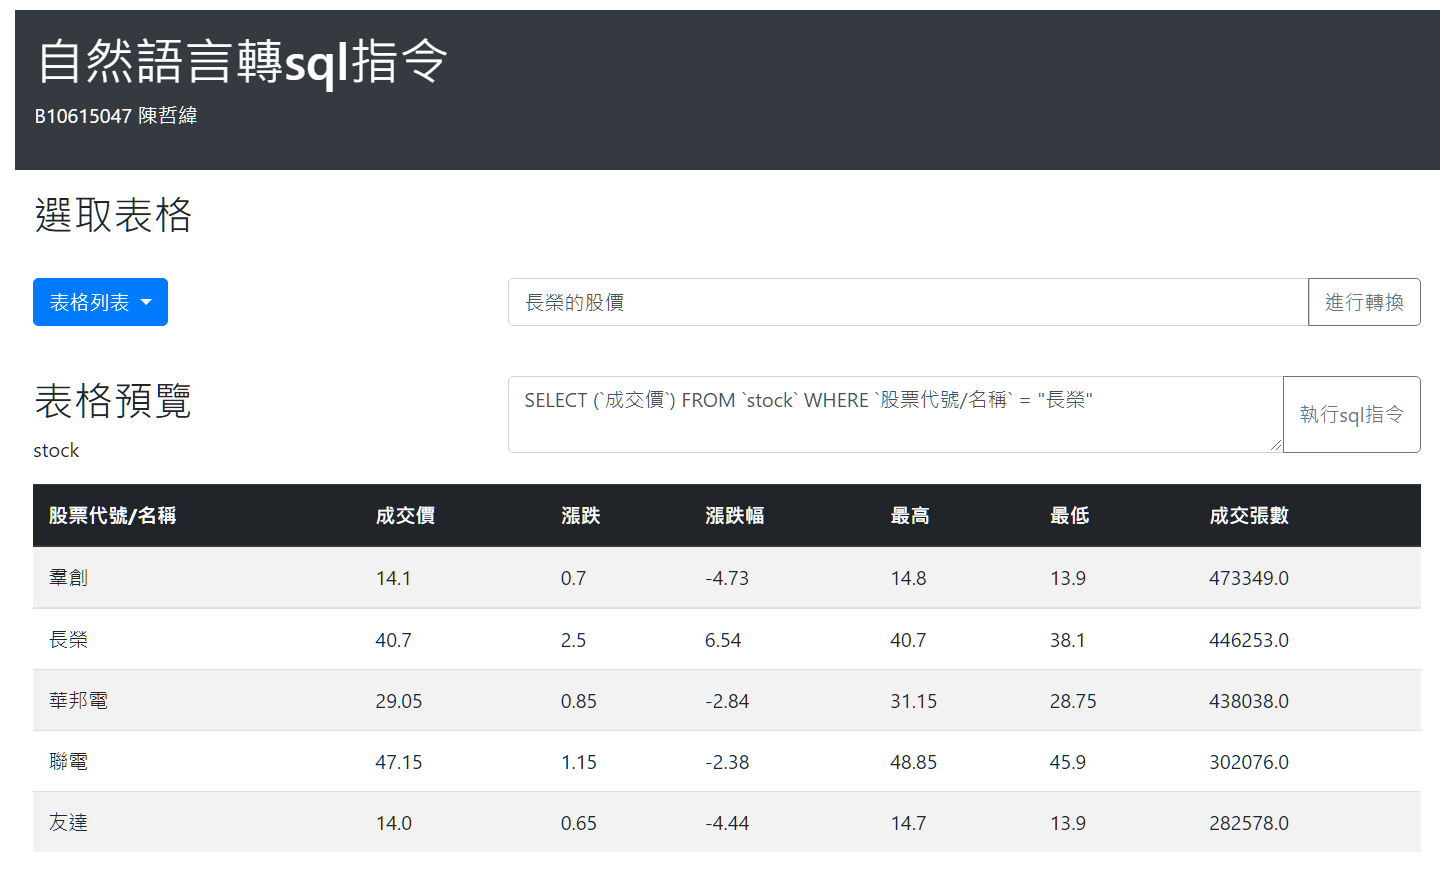 自然語言轉sql指令
B10615047 陳哲緯
選取表格
表格列表
長榮的股價 進行轉換
表格預覽
SELECT (`成交價`) FROM `stock` WHERE `股票代號/名稱` = "長榮" 執行sql指令
stock
股票代號/名稱 成交價 漲跌 漲跌幅 最高 最低 成交張數
羣創 14.1 0.7 -4.73 14.8 13.9 473349.0
長榮 40.7 2.5 6.54 40.7 38.1 446253.0
華邦電 29.05 0.85 -2.84 31.15 28.75 438038.0
聯電 47.15 1.15 -2.38 48.85 45.9 302076.0
友達 14.0 0.65 -4.44 14.7 13.9 282578.0